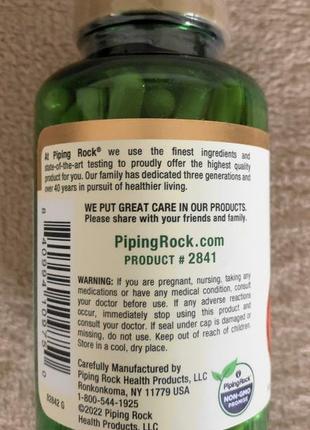 At Piping Rock® we use the finest ingredients and
state-of-the-art testing to proudly offer the highest quality
product for you. Our family has dedicated three generations and
over 40 years in pursuit of healthier living.
WE PUT GREAT CARE IN OUR PRODUCTS.
Please share with your friends and family.
PipingRock.com
PRODUCT # 2841
WARNING: If you are pregnant, nursing, taking any
medications or have any medical condition, consult
your doctor before use. If any adverse reactions
occur, immediately stop using this product and
consult your doctor. If seal under cap is damaged or
missing, do not use. Keep out of reach of children.
Store in a cool, dry place.
Carefully Manufactured by
Piping Rock Health Products, LLC
Ronkonkoma, NY 11779 USA
1-800-544-1925
©2022 Piping Rock
Health Products, LLC
PipingRock
NON-GMO
PROMISE